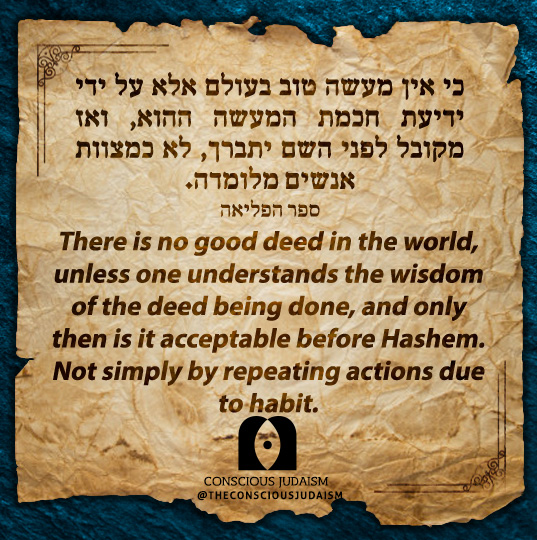 כי אין מעשה טוב בעולם אלא על ידי
ידיעת חכמת המעשה ההוא, ואז
מקובל לפני השם יתברך, לא כמצוות
אנשים מלומדה.
ספר הפליאה
There is no good deed in the world,
unless one understands the wisdom
of the deed being done, and only
then is it acceptable before Hashem.
Not simply by repeating actions due
to habit.
CONSCIOUS JUDAISM
@THECONSCIOUSJUDAISM